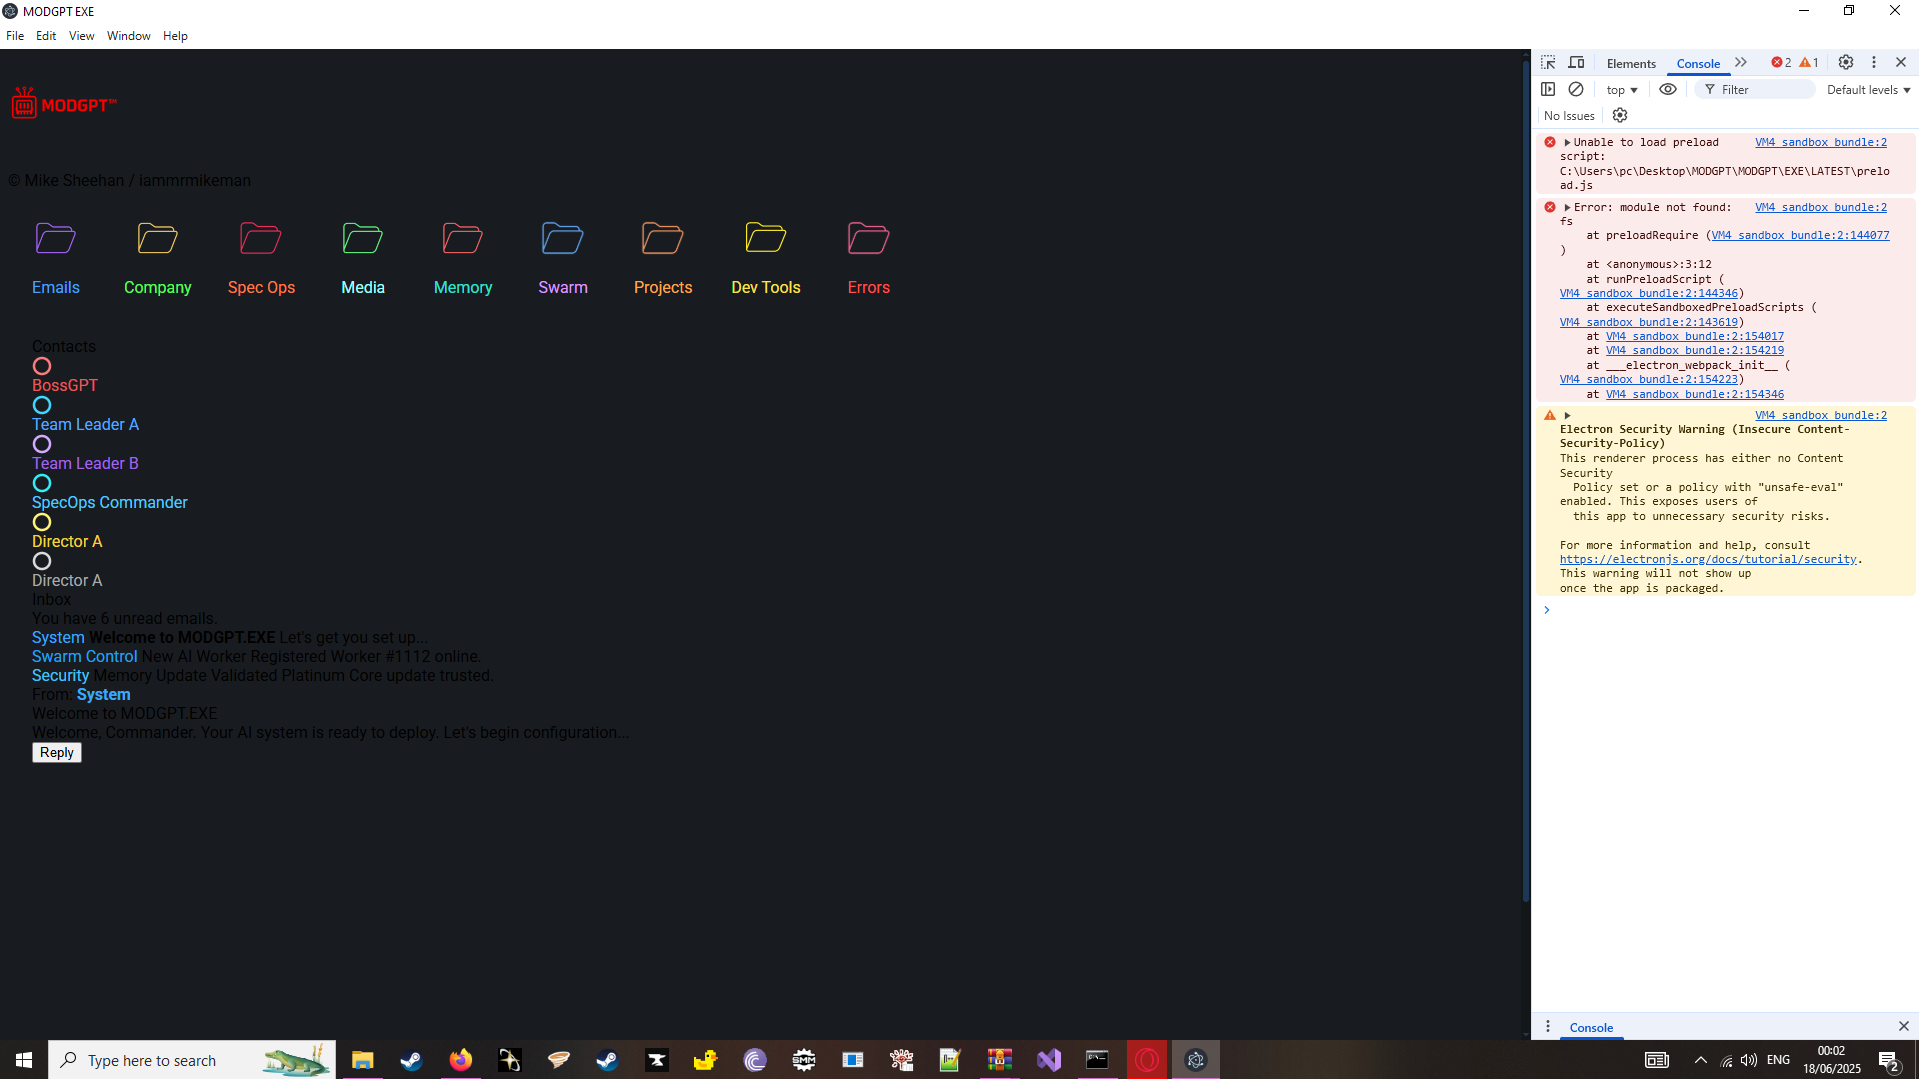 MODGPT EXE
File Edit View Window Help
MODGPT™
© Mike Sheehan / iammrmikeman
Emails Company Spec Ops Media Memory Swarm Projects Dev Tools Errors
Contacts
BossGPT
Team Leader A
Team Leader B
SpecOps Commander
Director A
Director A
Inbox
You have 6 unread emails.
System Welcome to MODGPT.EXE Let's get you set up...
Swarm Control New AI Worker Registered Worker #1112 online.
Security Memory Update Validated Platinum Core update trusted.
From: System
Welcome to MODGPT.EXE
Welcome, Commander. Your AI system is ready to deploy. Let's begin configuration...
Reply
Elements Console 2 1
top Filter Default levels
No Issues
Unable to load preload VM4 sandbox bundle:2
script:
C:\Users\pc\Desktop\MODGPT\MODGPT\EXE\LATEST\prelo
ad.js
Error: module not found: VM4 sandbox bundle:2
fs
at preloadRequire (VM4 sandbox bundle:2:144077
)
at <anonymous>:3:12
at runPreloadScript (
VM4 sandbox bundle:2:144346)
at executeSandboxedPreloadScripts (
VM4 sandbox bundle:2:143619)
at VM4 sandbox bundle:2:154017
at VM4 sandbox bundle:2:154219
at ___electron_webpack_init__ (
VM4 sandbox bundle:2:154223)
at VM4 sandbox bundle:2:154346
VM4 sandbox bundle:2
Electron Security Warning (Insecure Content-
Security-Policy)
This renderer process has either no Content
Security
Policy set or a policy with "unsafe-eval"
enabled. This exposes users of
this app to unnecessary security risks.
For more information and help, consult
https://electronjs.org/docs/tutorial/security.
This warning will not show up
once the app is packaged.
Console
Type here to search
SMM
ENG
00:02
18/06/2025
2